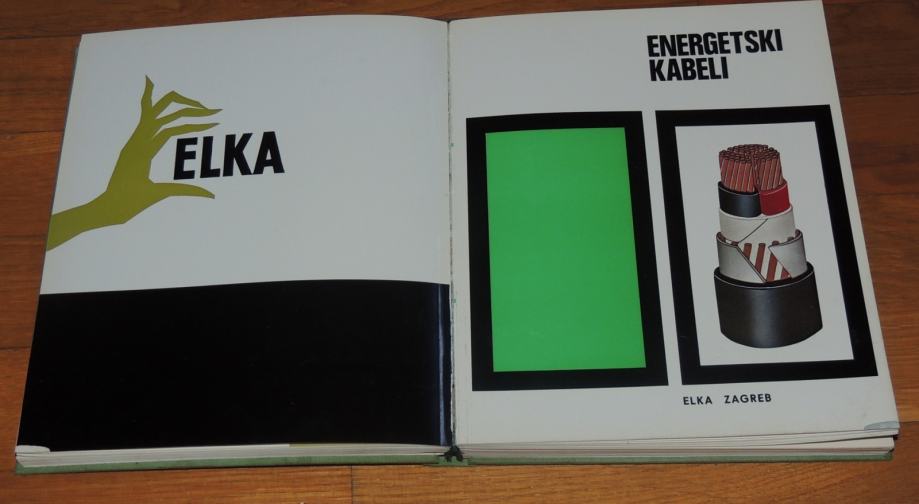 ELKA
ENERGETSKI
KABELI
ELKA ZAGREB